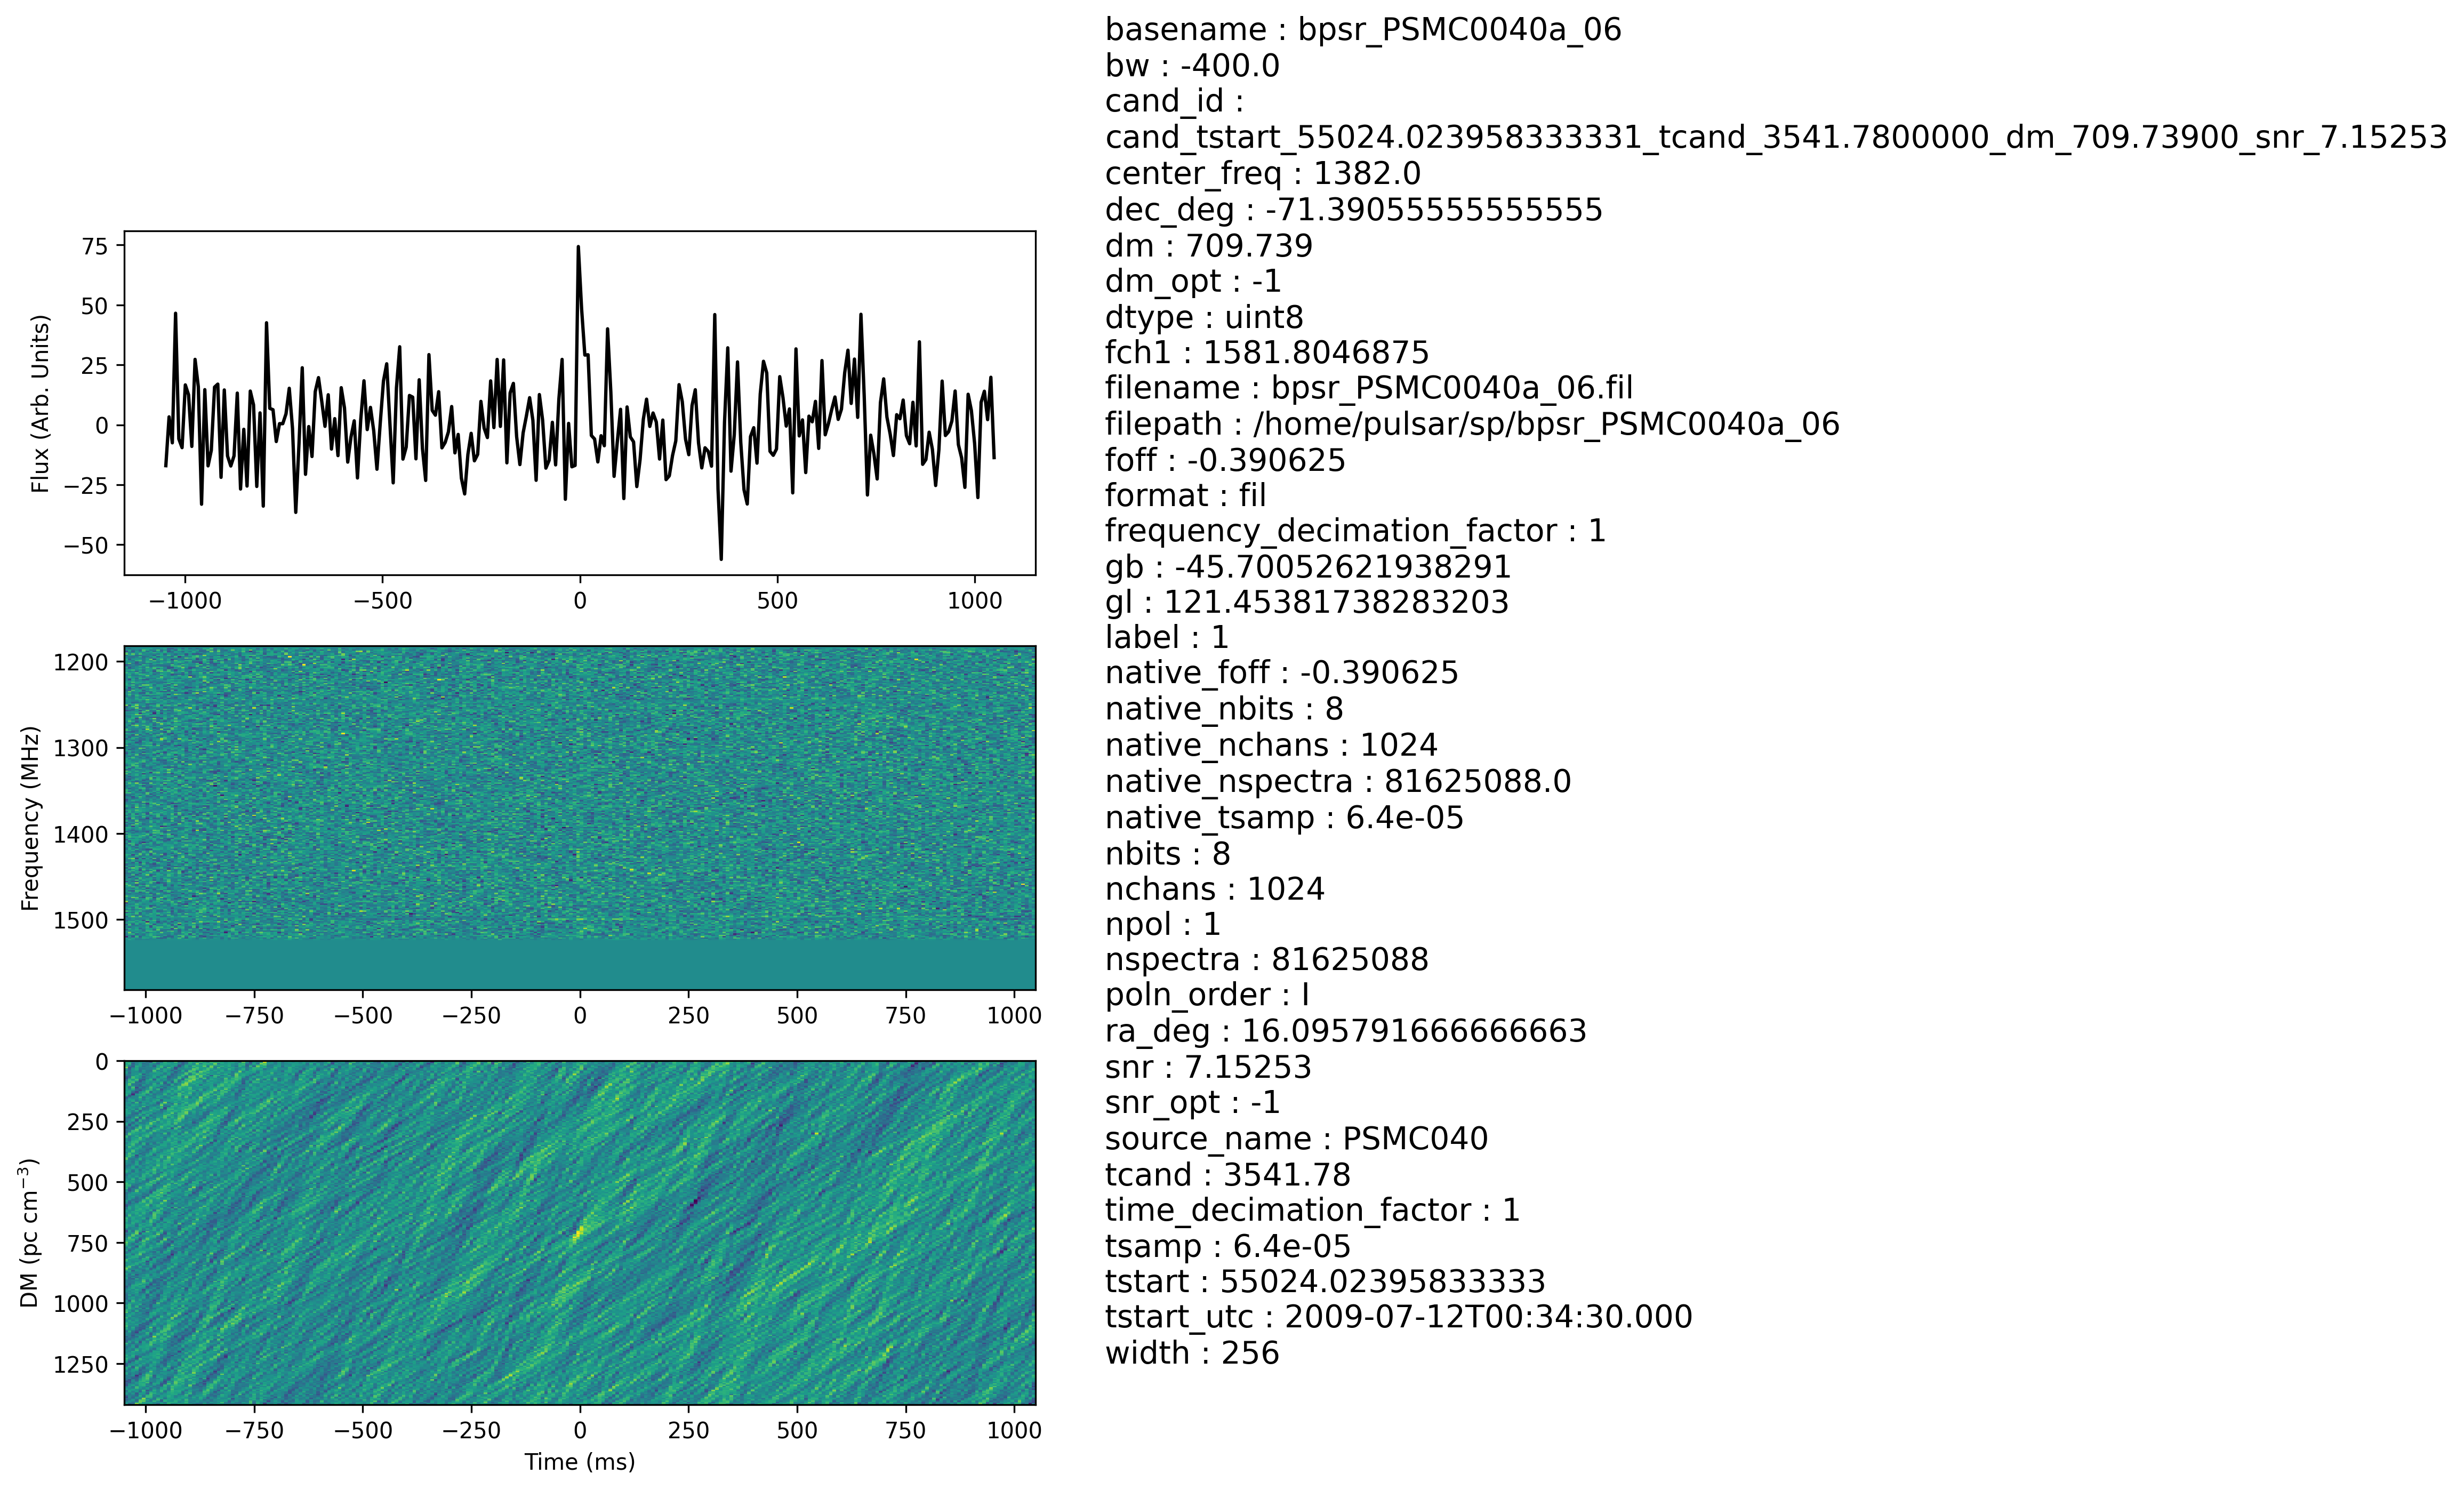 basename : bpsr_PSMC0040a_06
bw : -400.0
cand_id :
cand_tstart_55024.023958333331_tcand_3541.7800000_dm_709.73900_snr_7.15253
center_freq : 1382.0
dec_deg : -71.39055555555555
dm : 709.739
dm_opt : -1
dtype : uint8
fch1 : 1581.8046875
filename : bpsr_PSMC0040a_06.fil
filepath : /home/pulsar/sp/bpsr_PSMC0040a_06
foff : -0.390625
format : fil
frequency_decimation_factor : 1
gb : -45.70052621938291
gl : 121.45381738283203
label : 1
native_foff : -0.390625
native_nbits : 8
native_nchans : 1024
native_nspectra : 81625088.0
native_tsamp : 6.4e-05
nbits : 8
nchans : 1024
npol : 1
nspectra : 81625088
poln_order : I
ra_deg : 16.095791666666663
snr : 7.15253
snr_opt : -1
source_name : PSMC040
tcand : 3541.78
time_decimation_factor : 1
tsamp : 6.4e-05
tstart : 55024.02395833333
tstart_utc : 2009-07-12T00:34:30.000
width : 256
Flux (Arb. Units)
75
50
25
0
−25
−50
−1000 −500 0 500 1000
Frequency (MHz)
1200
1300
1400
1500
−1000 −750 −500 −250 0 250 500 750 1000
DM (pc cm⁻³)
0
250
500
750
1000
1250
−1000 −750 −500 −250 0 250 500 750 1000
Time (ms)